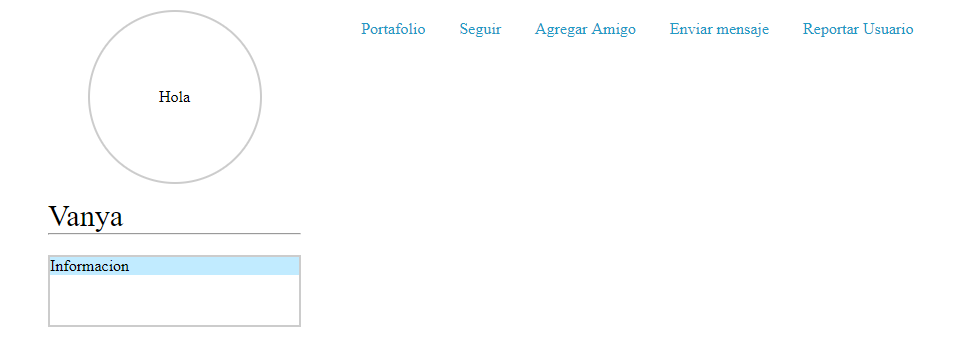 Portafolio Seguir Agregar Amigo Enviar mensaje Reportar Usuario
Hola
Vanya
Informacion